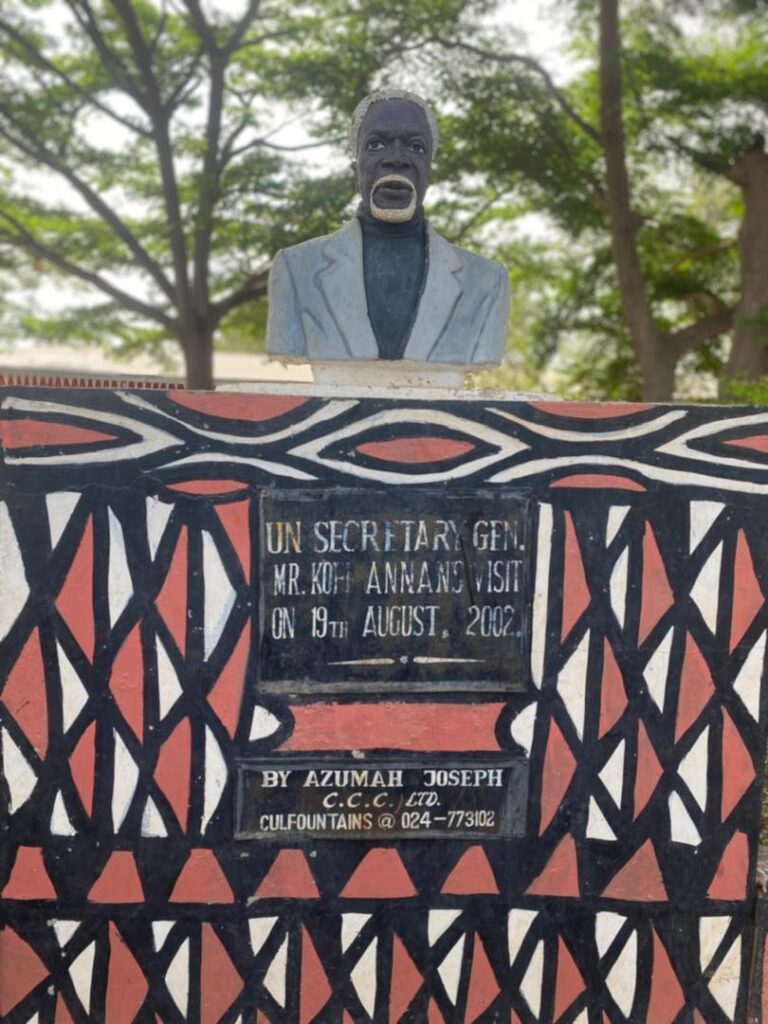 UN SECRETARY GEN.
MR. KOFI ANNAN'S VISIT
ON 19TH AUGUST, 2002.
BY AZUMAH JOSEPH
C.C.C. LTD.
CULFOUNTAINS @ 024-773102